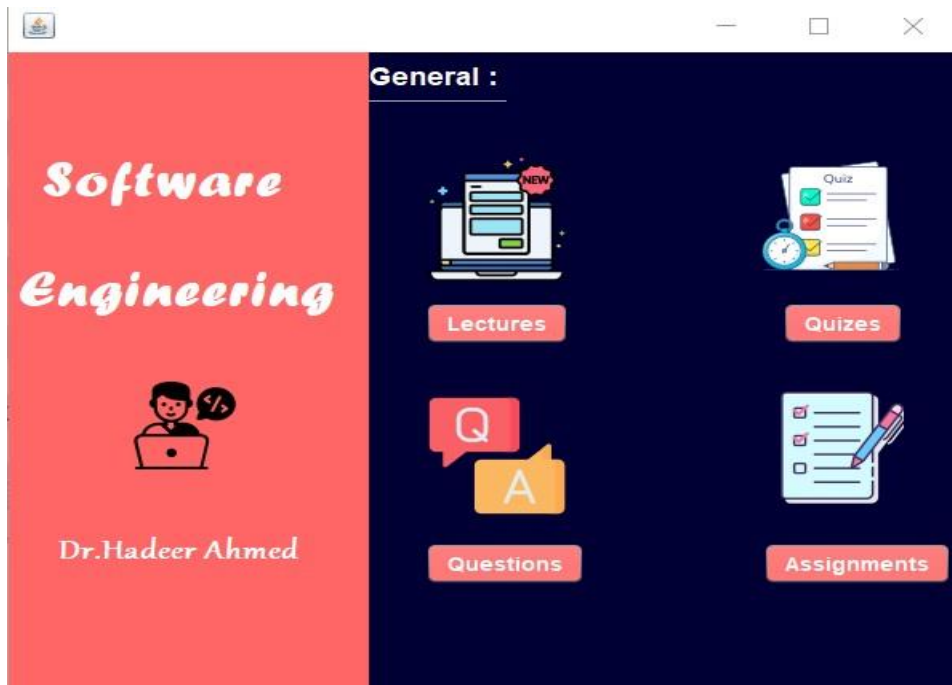 Software
Engineering
Dr.Hadeer Ahmed
General :
NEW
Quiz
Lectures
Quizes
Q
A
</>
Questions
Assignments